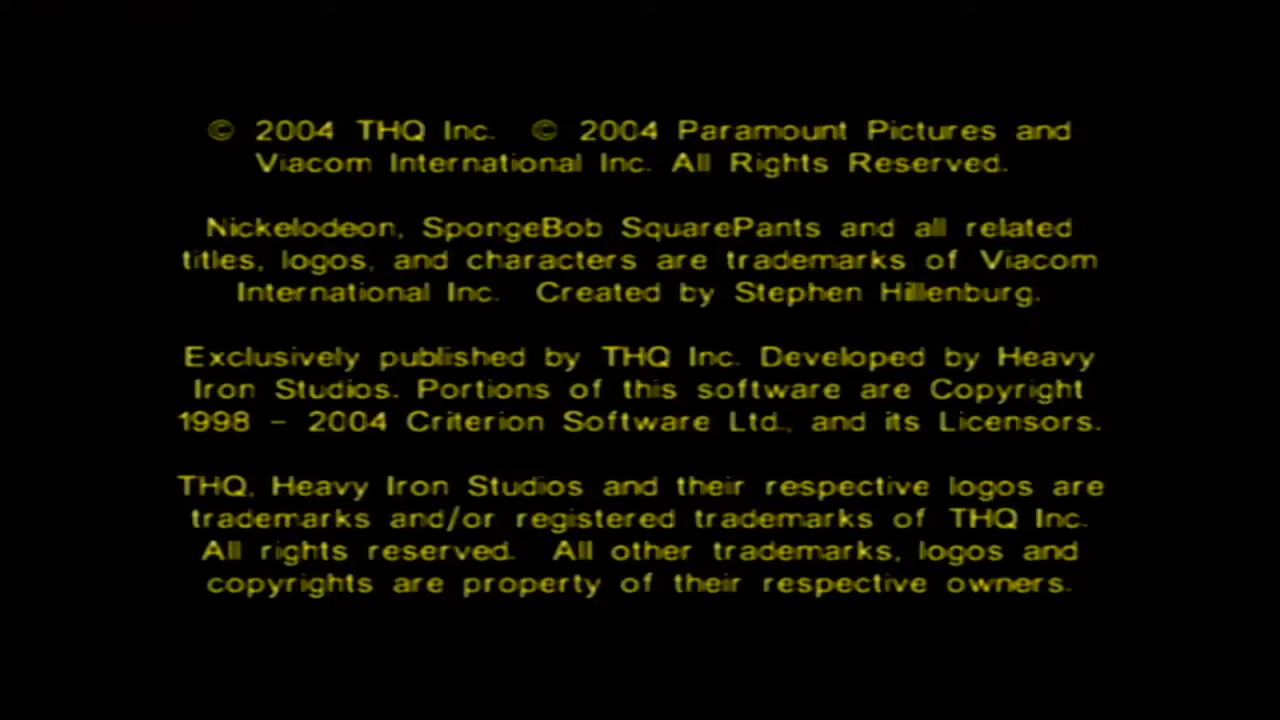 © 2004 THQ Inc. © 2004 Paramount Pictures and
Viacom International Inc. All Rights Reserved.
Nickelodeon, SpongeBob SquarePants and all related
titles, logos, and characters are trademarks of Viacom
International Inc. Created by Stephen Hillenburg.
Exclusively published by THQ Inc. Developed by Heavy
Iron Studios. Portions of this software are Copyright
1998 - 2004 Criterion Software Ltd., and its Licensors.
THQ, Heavy Iron Studios and their respective logos are
trademarks and/or registered trademarks of THQ Inc.
All rights reserved. All other trademarks, logos and
copyrights are property of their respective owners.